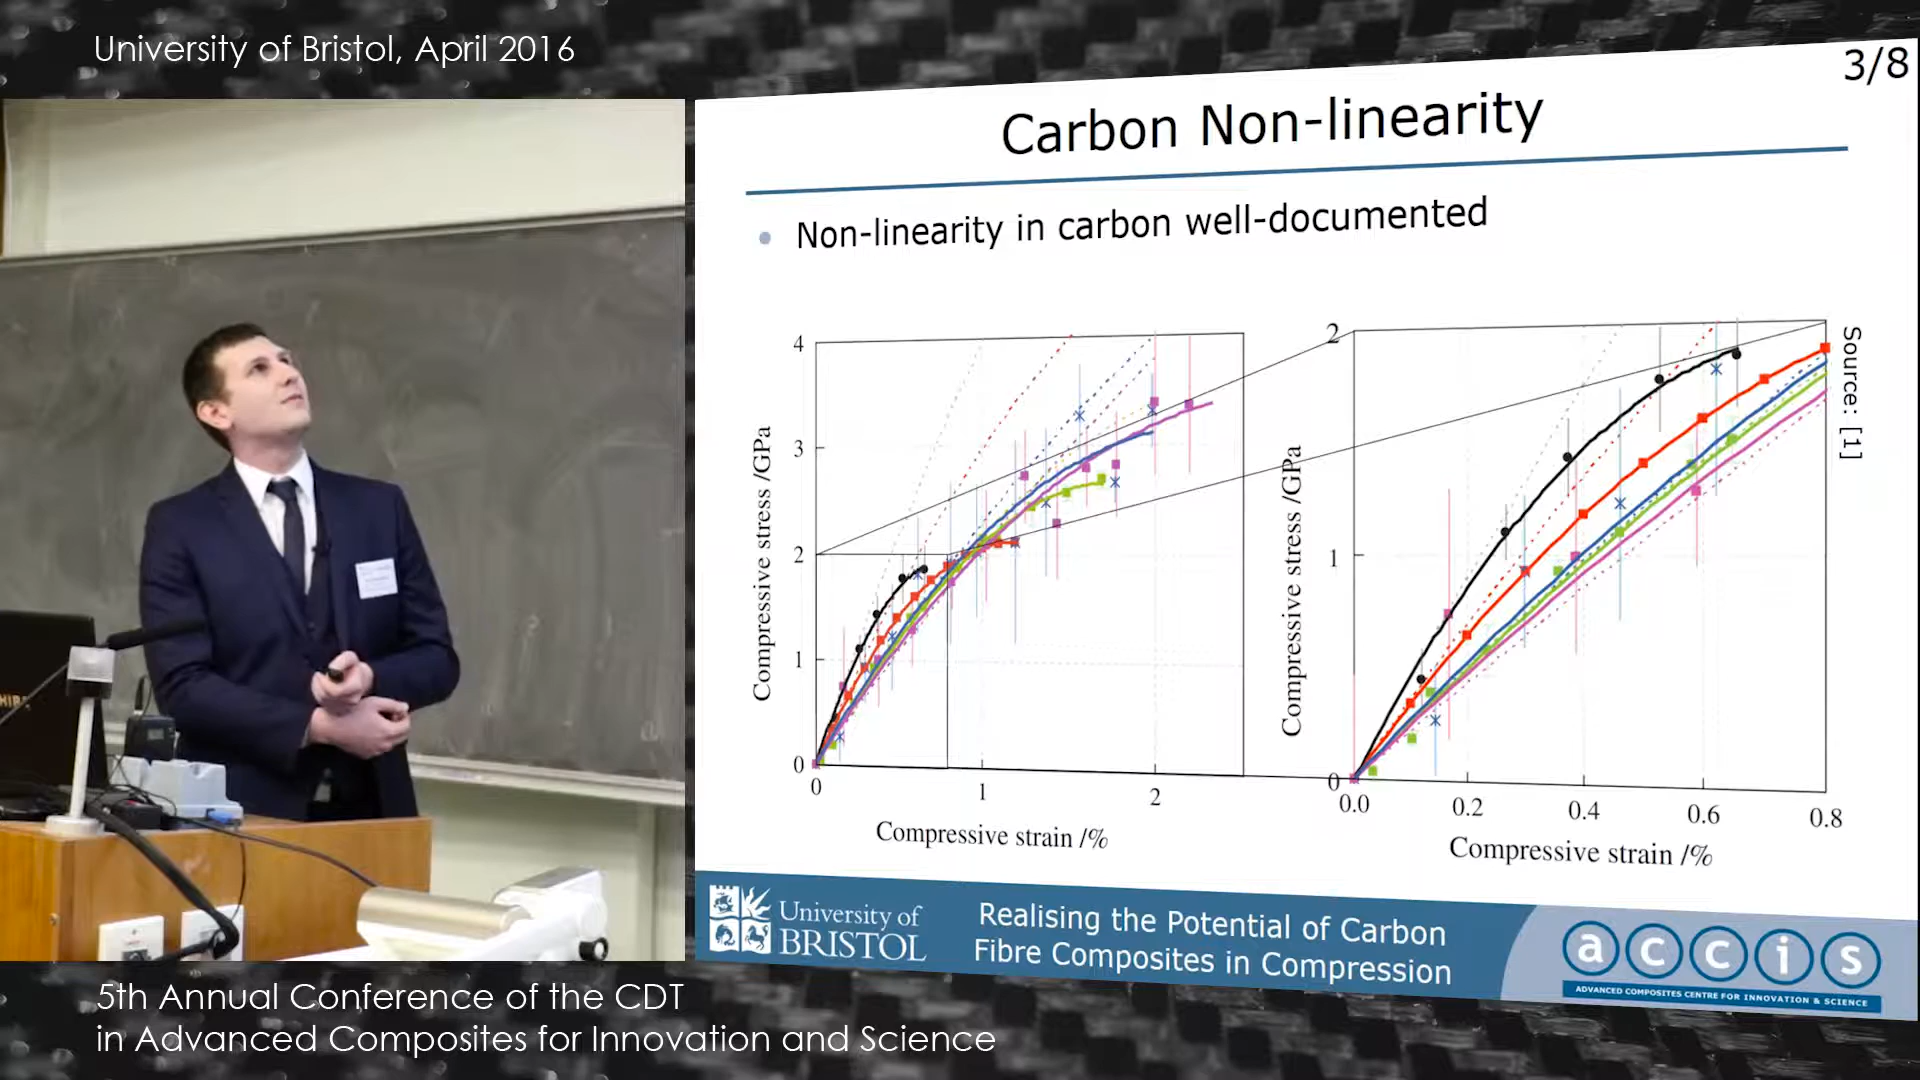 University of Bristol, April 2016
3/8
Carbon Non-linearity
• Non-linearity in carbon well-documented
4
3
2
1
0
Compressive stress /GPa
0
1
2
Compressive strain /%
2
1
0
Compressive stress /GPa
0.0
0.2
0.4
0.6
0.8
Compressive strain /%
Source: [1]
University of
BRISTOL
Realising the Potential of Carbon
Fibre Composites in Compression
accis
ADVANCED COMPOSITES CENTRE FOR INNOVATION & SCIENCE
5th Annual Conference of the CDT
in Advanced Composites for Innovation and Science